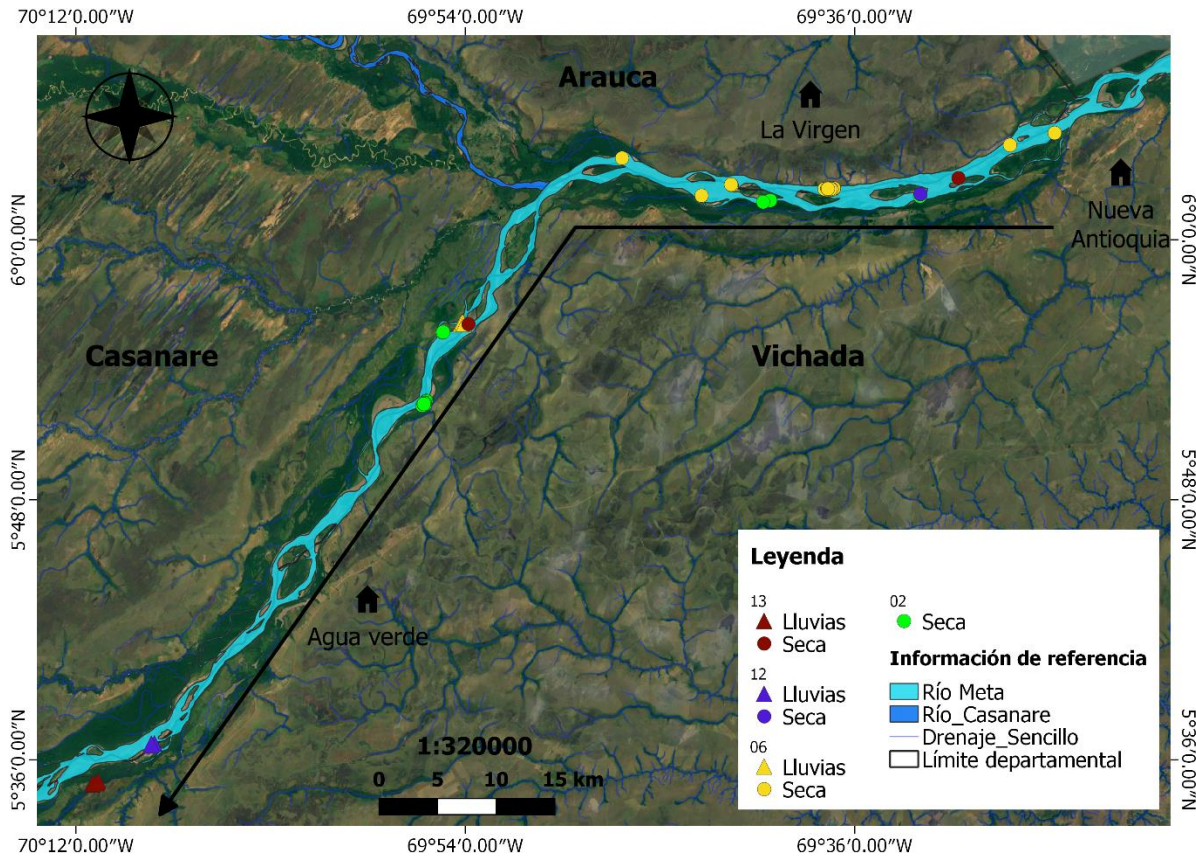 70°12′0.00″W
69°54′0.00″W
69°36′0.00″W
Arauca
La Virgen
Nueva
Antioquia
6°0′0.00″N
6°0′0.00″N
Casanare
Vichada
5°48′0.00″N
5°48′0.00″N
Agua verde
5°36′0.00″N
5°36′0.00″N
1:320000
0 5 10 15 km
Leyenda
13
Lluvias
Seca
12
Lluvias
Seca
06
Lluvias
Seca
02
Seca
Información de referencia
Río Meta
Río_Casanare
Drenaje_Sencillo
Límite departamental
70°12′0.00″W
69°54′0.00″W
69°36′0.00″W